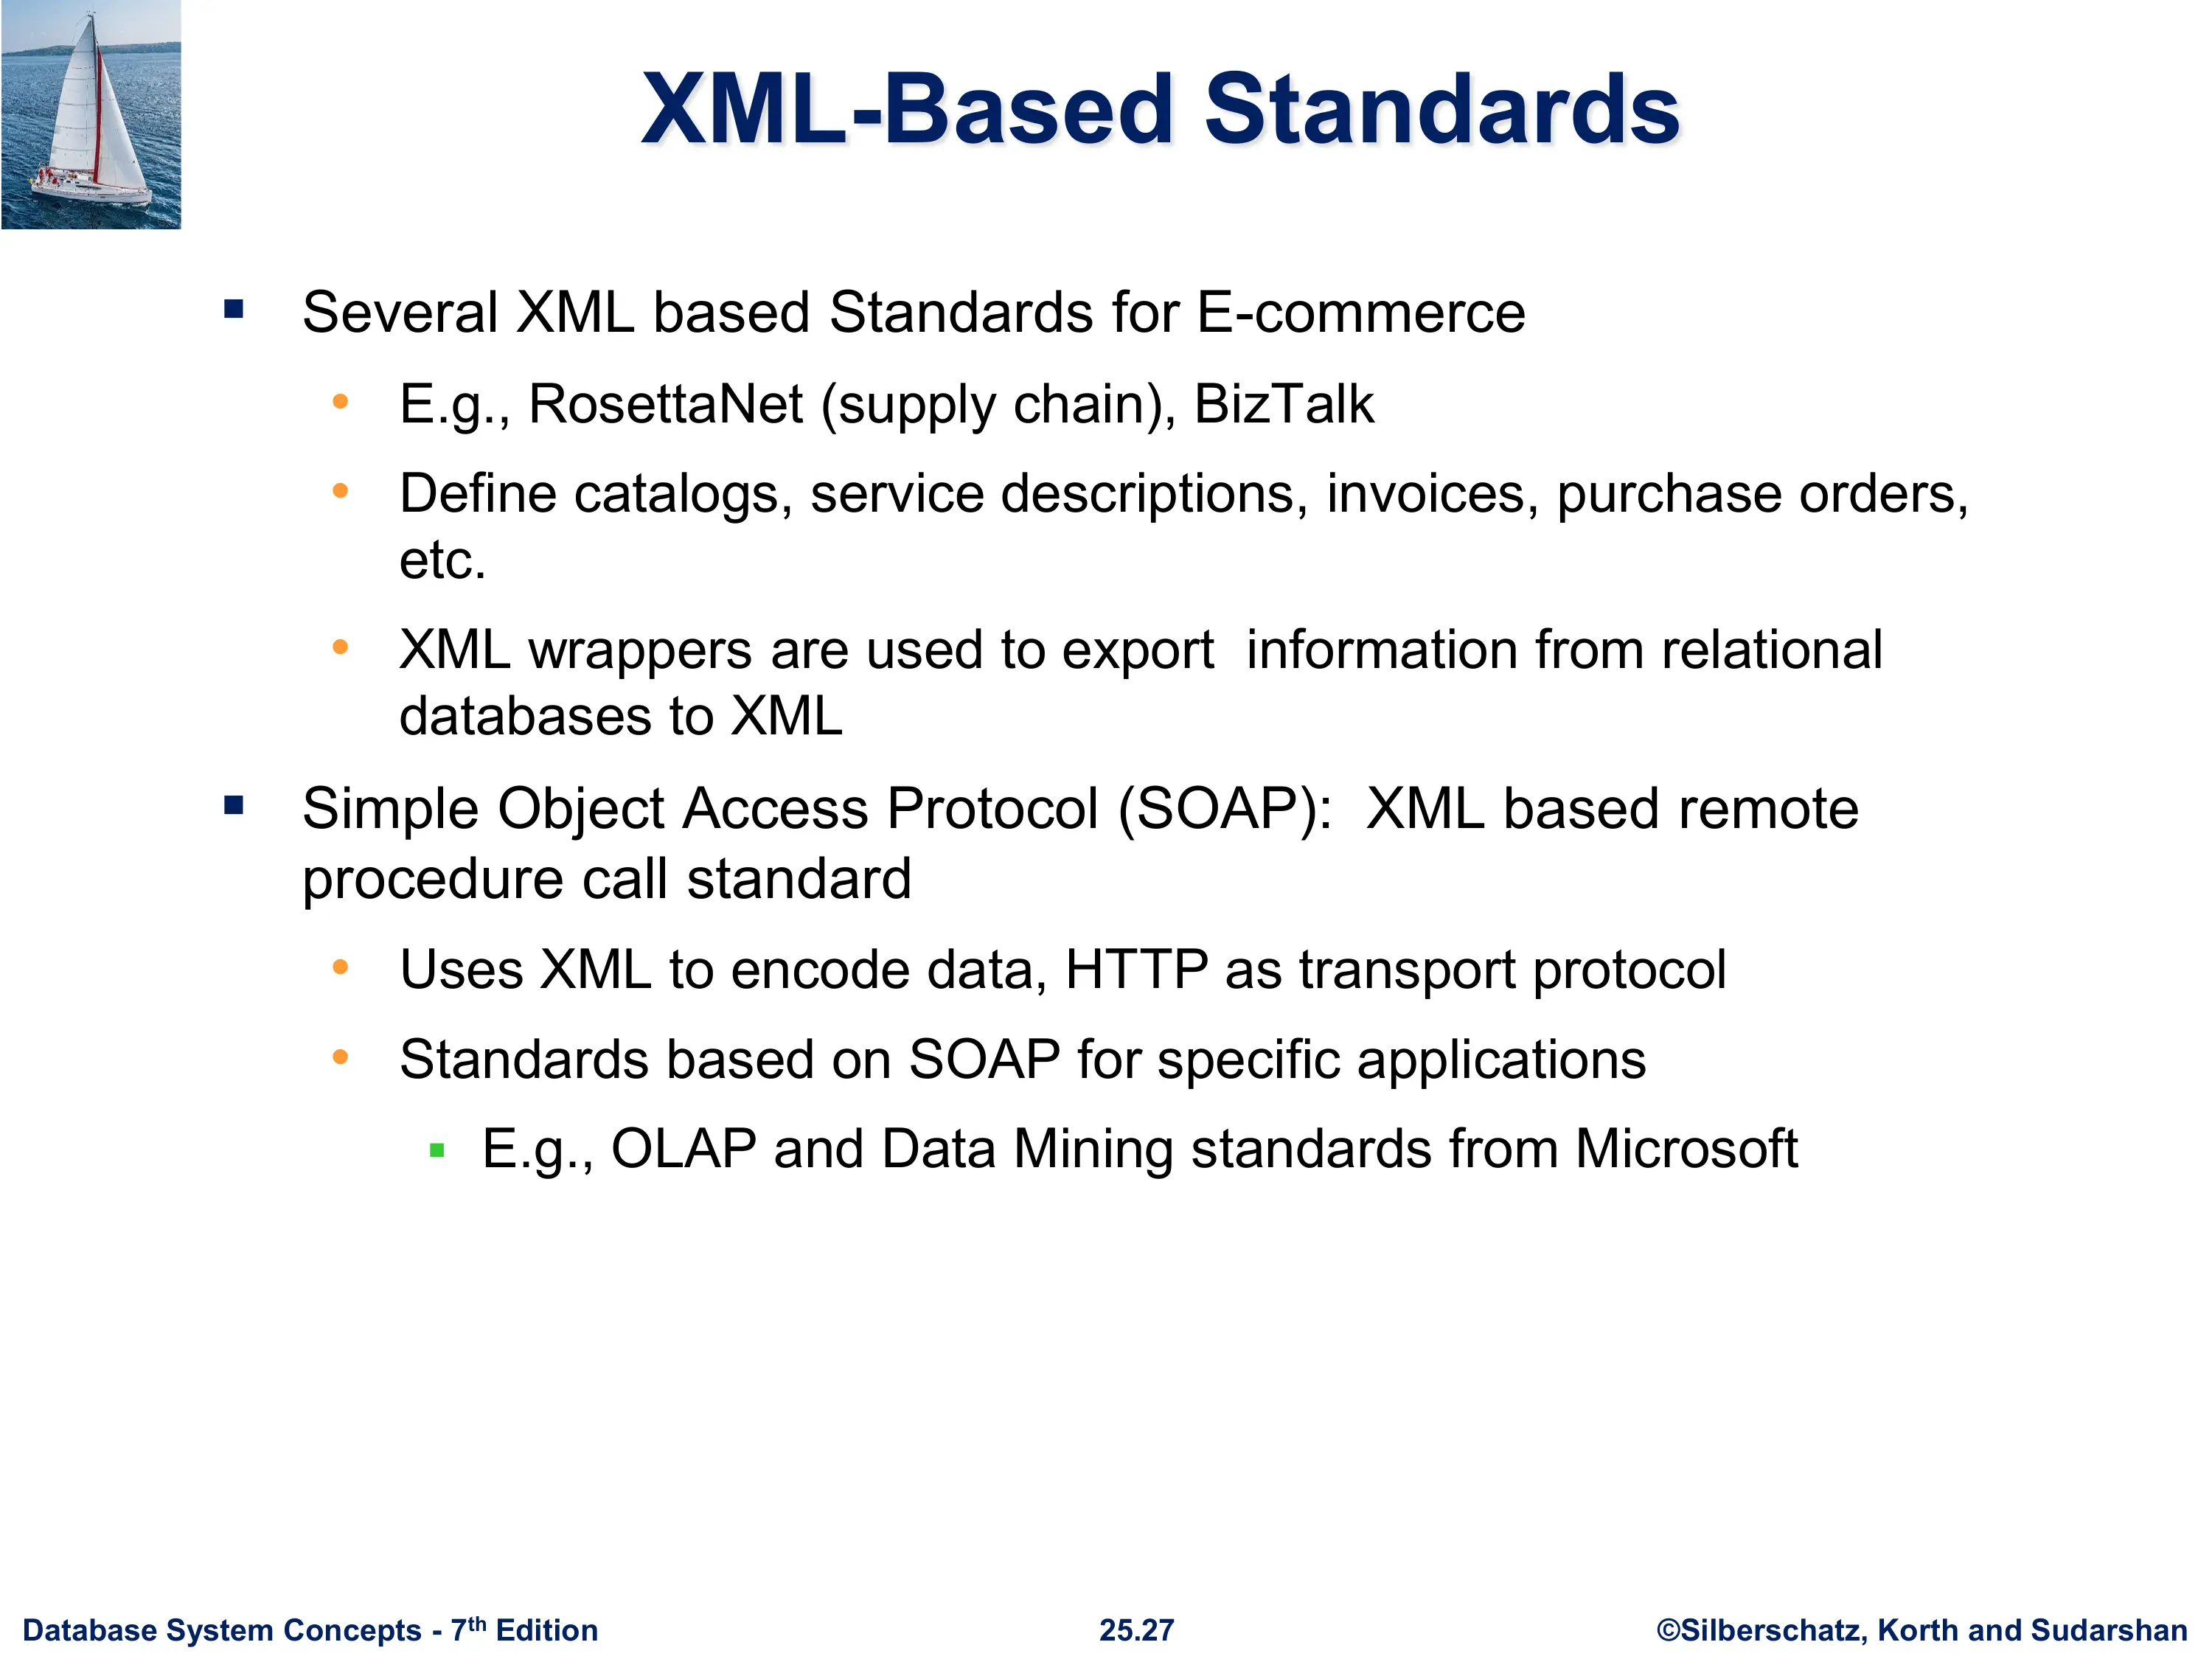 XML-Based Standards
Several XML based Standards for E-commerce
E.g., RosettaNet (supply chain), BizTalk
Define catalogs, service descriptions, invoices, purchase orders,
etc.
XML wrappers are used to export  information from relational
databases to XML
Simple Object Access Protocol (SOAP):  XML based remote
procedure call standard
Uses XML to encode data, HTTP as transport protocol
Standards based on SOAP for specific applications
E.g., OLAP and Data Mining standards from Microsoft
Database System Concepts - 7th Edition
25.27
©Silberschatz, Korth and Sudarshan